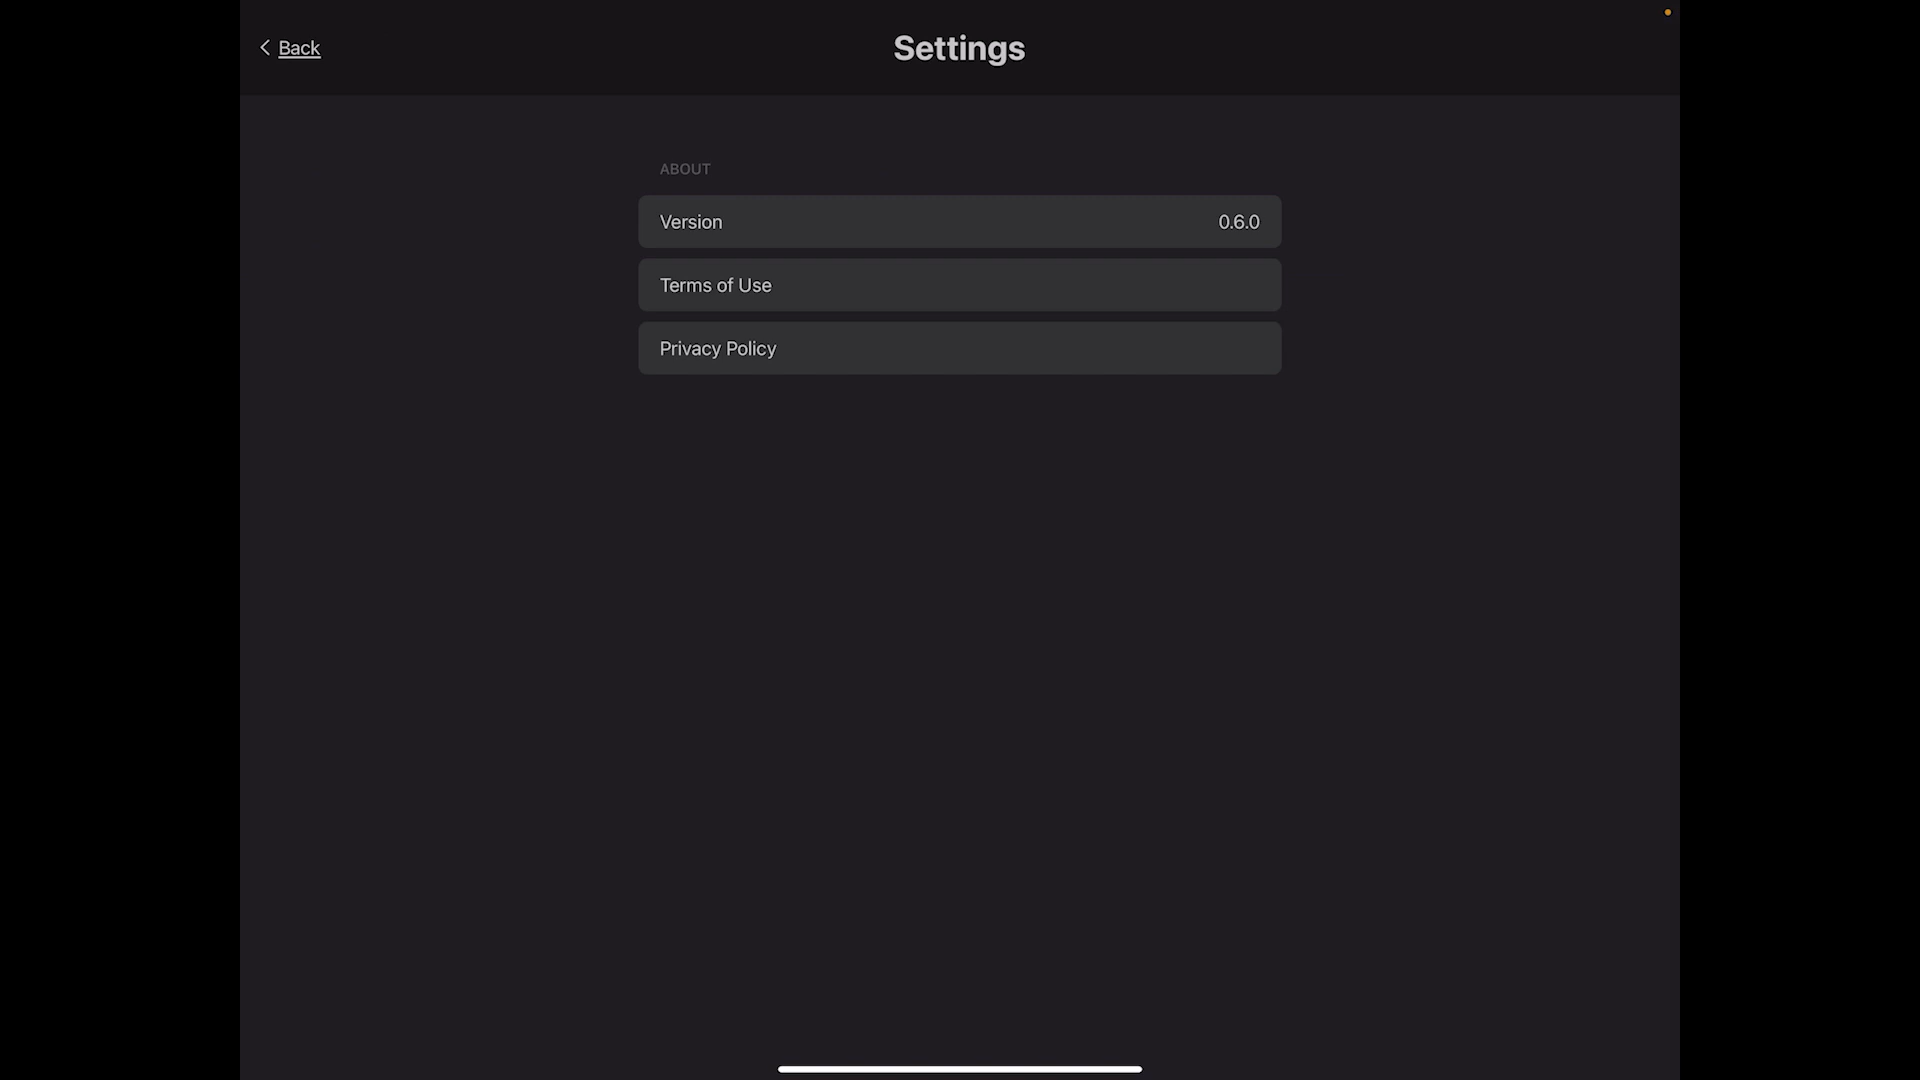 Back
Settings
ABOUT
Version 0.6.0
Terms of Use
Privacy Policy